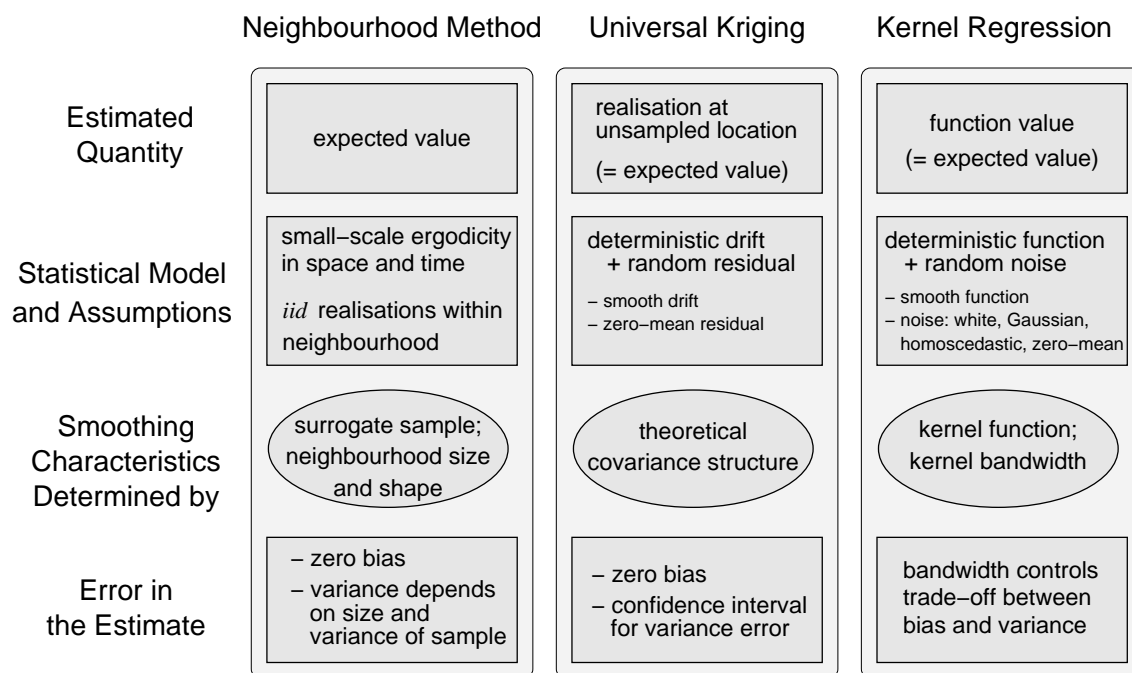 Neighbourhood Method
Universal Kriging
Kernel Regression
Estimated
Quantity
expected value
realisation at
unsampled location
(= expected value)
function value
(= expected value)
Statistical Model
and Assumptions
small−scale ergodicity
in space and time
iid realisations within
neighbourhood
deterministic drift
+ random residual
− smooth drift
− zero−mean residual
deterministic function
+ random noise
− smooth function
− noise: white, Gaussian,
homoscedastic, zero−mean
Smoothing
Characteristics
Determined by
surrogate sample;
neighbourhood size
and shape
theoretical
covariance structure
kernel function;
kernel bandwidth
Error in
the Estimate
− zero bias
− variance depends
on size and
variance of sample
− zero bias
− confidence interval
for variance error
bandwidth controls
trade−off between
bias and variance